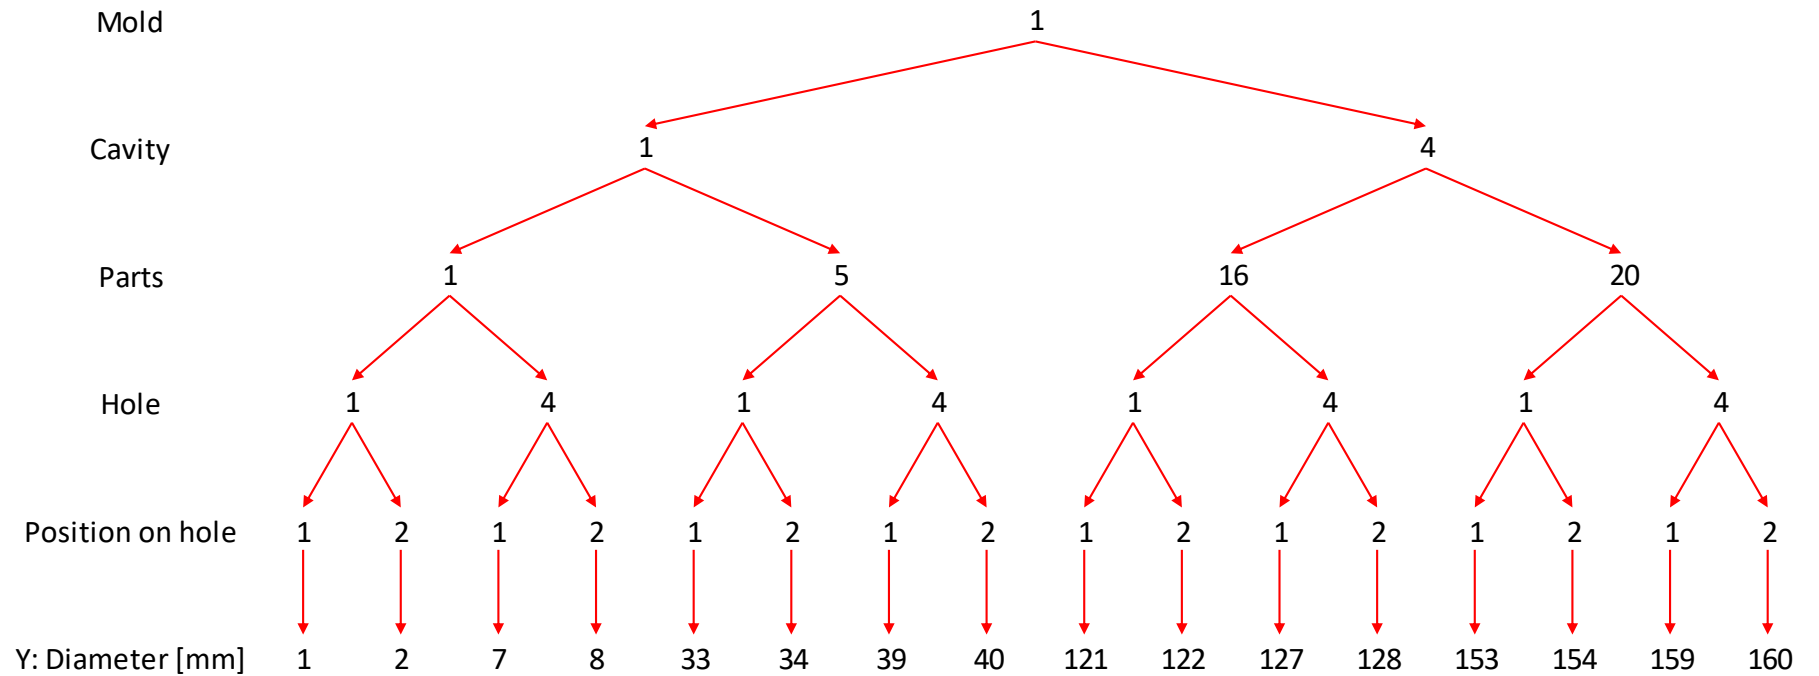 Mold 1
Cavity 1 4
Parts 1 5 16 20
Hole 1 4 1 4 1 4 1 4
Position on hole 1 2 1 2 1 2 1 2 1 2 1 2 1 2 1 2
Y: Diameter [mm] 1 2 7 8 33 34 39 40 121 122 127 128 153 154 159 160